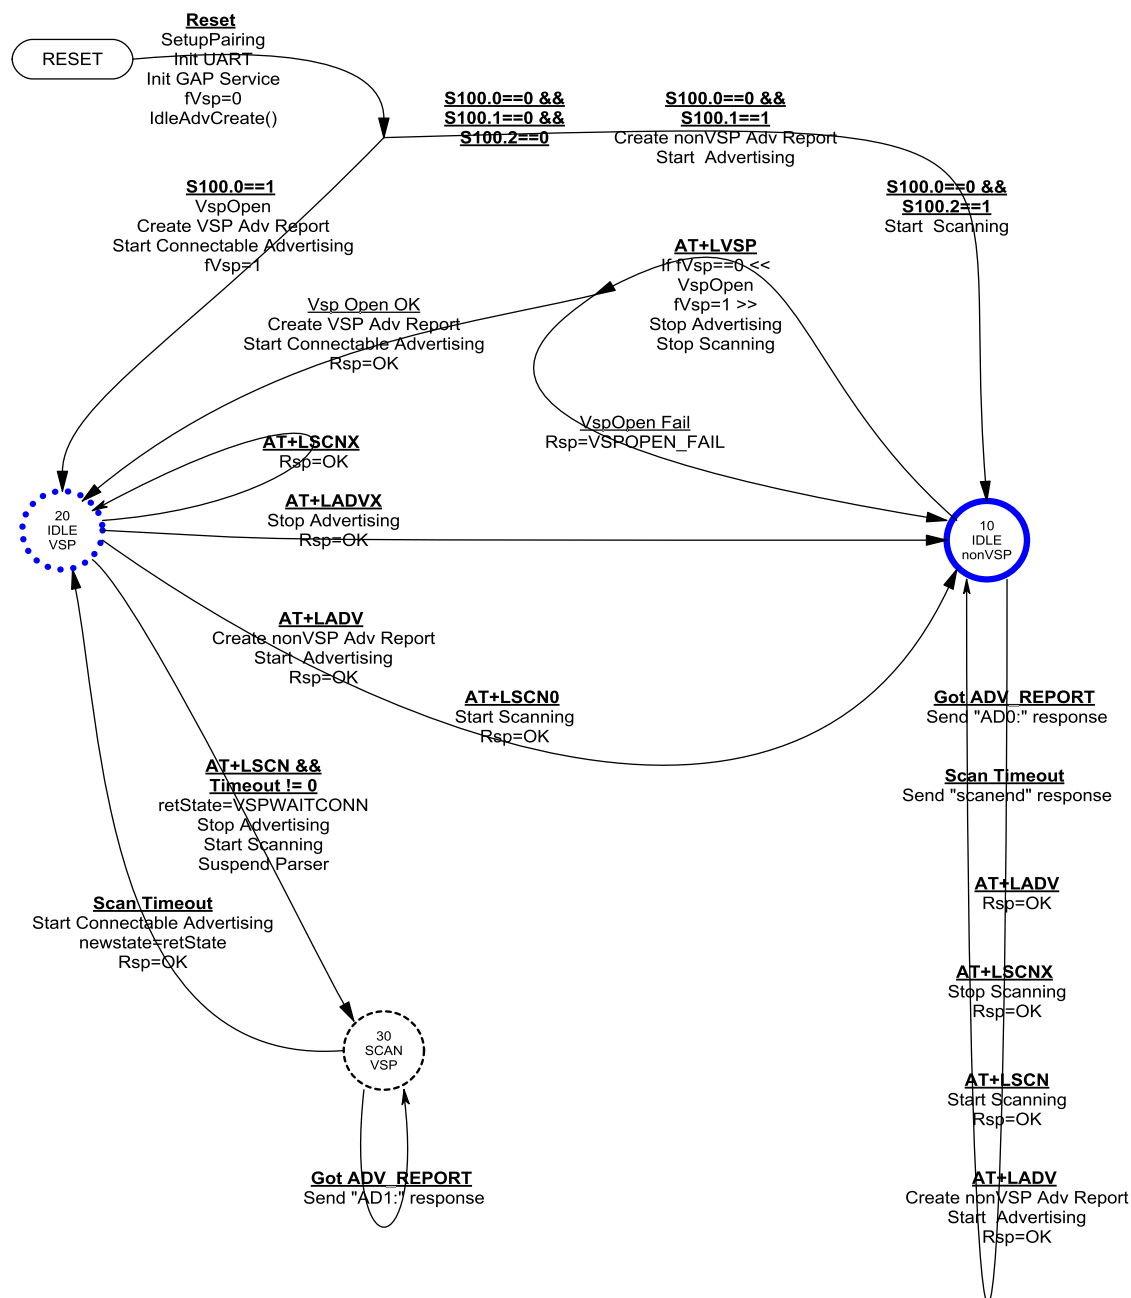 Reset
SetupPairing
Init UART
Init GAP Service
fVsp=0
IdleAdvCreate()
RESET
S100.0==0 &&
S100.1==0 &&
S100.2==0
S100.0==0 &&
S100.1==1
Create nonVSP Adv Report
Start  Advertising
S100.0==1
VspOpen
Create VSP Adv Report
Start Connectable Advertising
fVsp=1
S100.0==0 &&
S100.2==1
Start  Scanning
AT+LVSP
If fVsp==0 <<
VspOpen
fVsp=1 >>
Stop Advertising
Stop Scanning
Vsp Open OK
Create VSP Adv Report
Start Connectable Advertising
Rsp=OK
VspOpen Fail
Rsp=VSPOPEN_FAIL
AT+LSCNX
Rsp=OK
AT+LADVX
Stop Advertising
Rsp=OK
20
IDLE
VSP
10
IDLE
nonVSP
AT+LADV
Create nonVSP Adv Report
Start  Advertising
Rsp=OK
AT+LSCN0
Start Scanning
Rsp=OK
Got ADV_REPORT
Send "AD0:" response
AT+LSCN &&
Timeout != 0
retState=VSPWAITCONN
Stop Advertising
Start Scanning
Suspend Parser
Scan Timeout
Send "scanend" response
AT+LADV
Rsp=OK
Scan Timeout
Start Connectable Advertising
newstate=retState
Rsp=OK
AT+LSCNX
Stop Scanning
Rsp=OK
30
SCAN
VSP
AT+LSCN
Start Scanning
Rsp=OK
Got ADV_REPORT
Send "AD1:" response
AT+LADV
Create nonVSP Adv Report
Start  Advertising
Rsp=OK